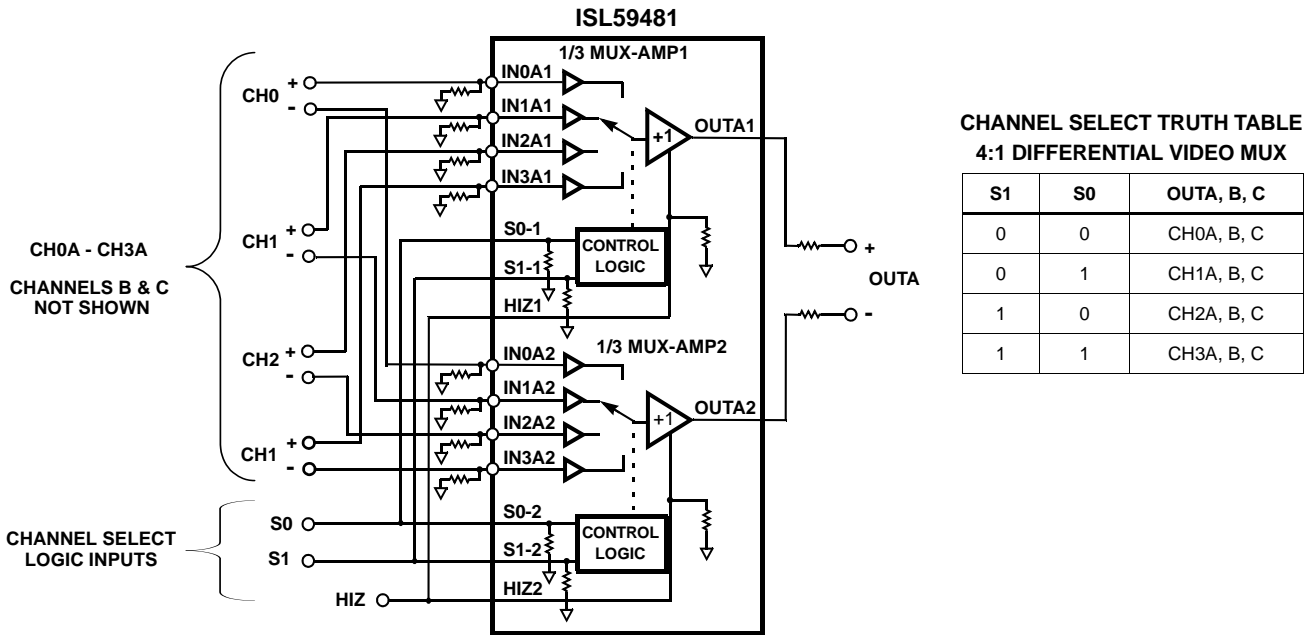 ISL59481
1/3 MUX-AMP1
CH0
+
-
IN0A1
IN1A1
IN2A1
IN3A1
+1
OUTA1
CH1
+
-
CH0A - CH3A
CHANNELS B & C
NOT SHOWN
S0-1
S1-1
HIZ1
CONTROL
LOGIC
+
OUTA
-
CH2
+
-
1/3 MUX-AMP2
IN0A2
IN1A2
IN2A2
IN3A2
+1
OUTA2
CH1
+
-
CHANNEL SELECT
LOGIC INPUTS
S0
S1
HIZ
S0-2
S1-2
HIZ2
CONTROL
LOGIC
CHANNEL SELECT TRUTH TABLE
4:1 DIFFERENTIAL VIDEO MUX
S1 S0 OUTA, B, C
0 0 CH0A, B, C
0 1 CH1A, B, C
1 0 CH2A, B, C
1 1 CH3A, B, C